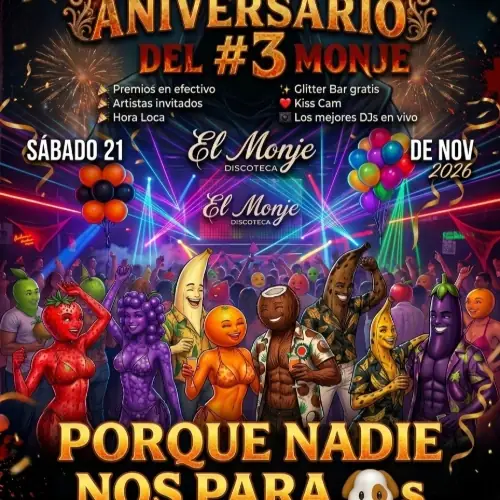 ANIVERSARIO
DEL #3 MONJE
Premios en efectivo
Artistas invitados
Hora Loca
Glitter Bar gratis
Kiss Cam
Los mejores DJs en vivo
SÁBADO 21
El Monje
DISCOTECA
DE NOV
2026
El Monje
DISCOTECA
PORQUE NADIE
NOS PARA 🐶s